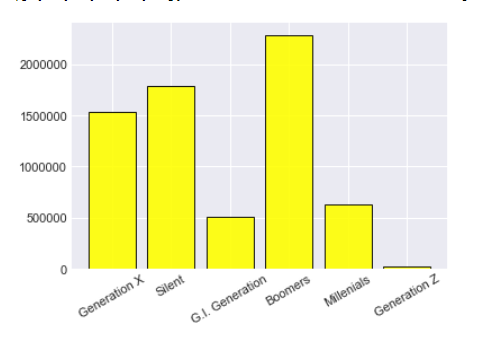 2000000
1500000
1000000
500000
0
Generation X
Silent
G.I. Generation
Boomers
Millenials
Generation Z